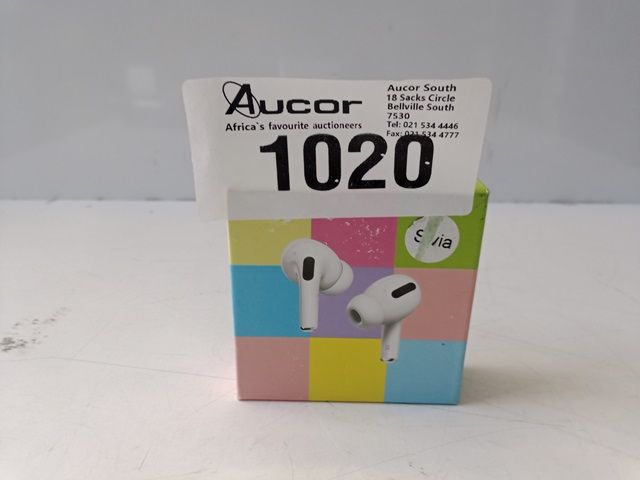 Aucor
Africa`s favourite auctioneers
Aucor South
18 Sacks Circle
Bellville South
7530
Tel: 021 534 4446
Fax: 021 534 4777
1020